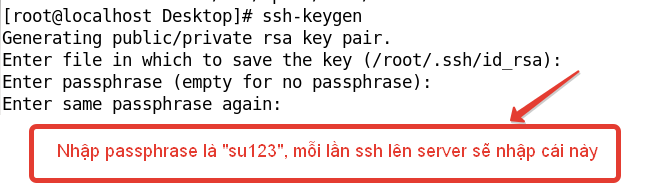 [root@localhost Desktop]# ssh-keygen
Generating public/private rsa key pair.
Enter file in which to save the key (/root/.ssh/id_rsa):
Enter passphrase (empty for no passphrase):
Enter same passphrase again:
Nhập passphrase là "su123", mỗi lần ssh lên server sẽ nhập cái này